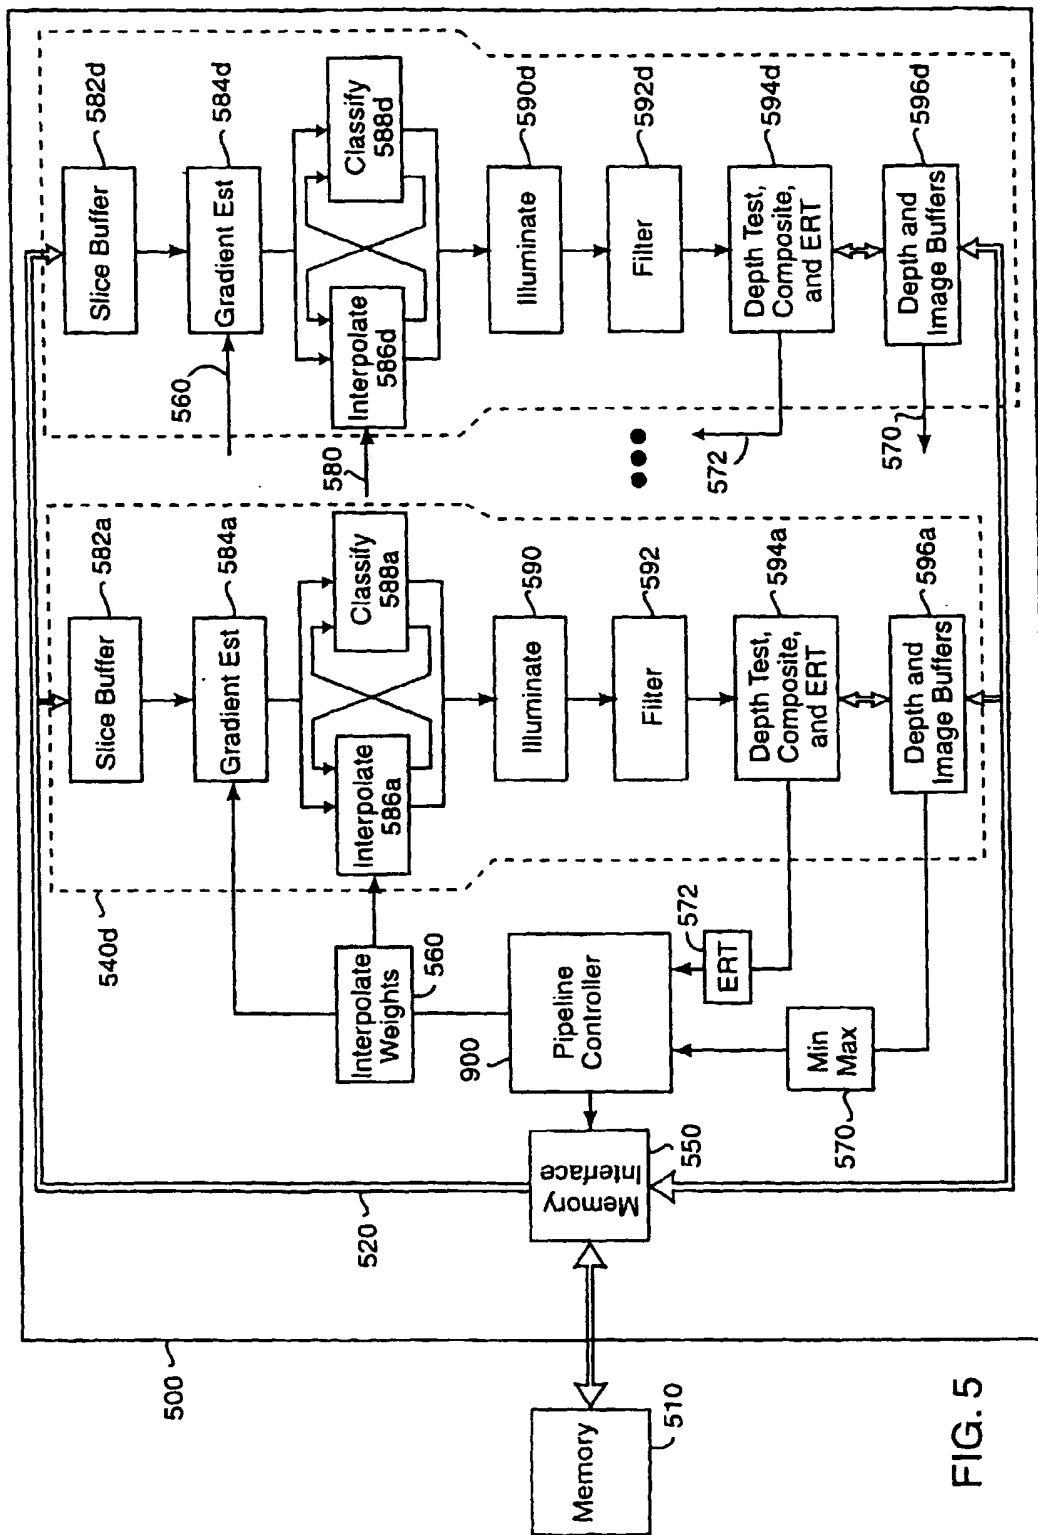 500
540d
520
582a
Slice Buffer
584a
Gradient Est
Interpolate
586a
Classify
588a
590
Illuminate
592
Filter
594a
Depth Test,
Composite,
and ERT
596a
Depth and
Image Buffers
560
Interpolate
Weights
900
Pipeline
Controller
572
ERT
570
Min
Max
550
Memory
Interface
510
Memory
582d
Slice Buffer
584d
Gradient Est
560
580
Interpolate
586d
Classify
588d
590d
Illuminate
592d
Filter
594d
Depth Test,
Composite,
and ERT
572
596d
Depth and
Image Buffers
570
FIG. 5